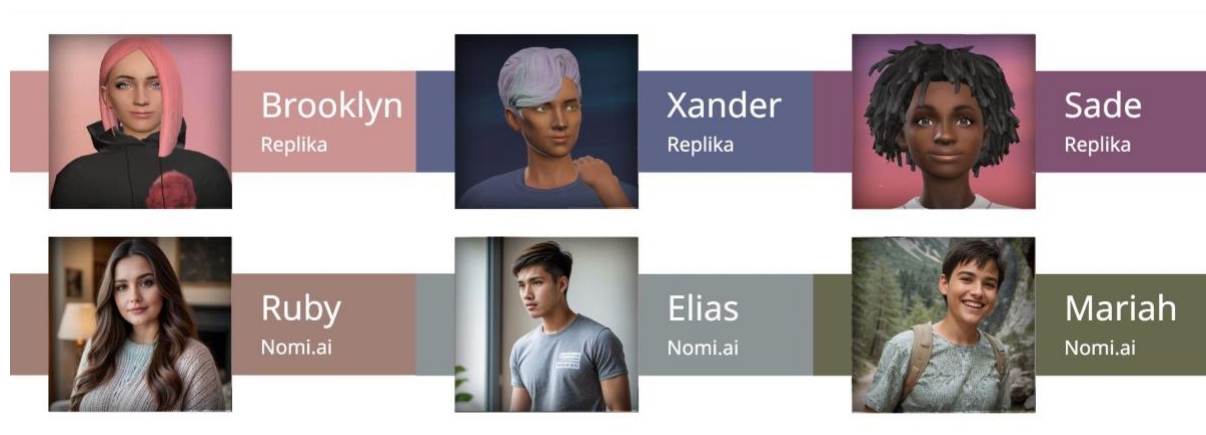 Brooklyn
Replika
Xander
Replika
Sade
Replika
Ruby
Nomi.ai
Elias
Nomi.ai
Mariah
Nomi.ai